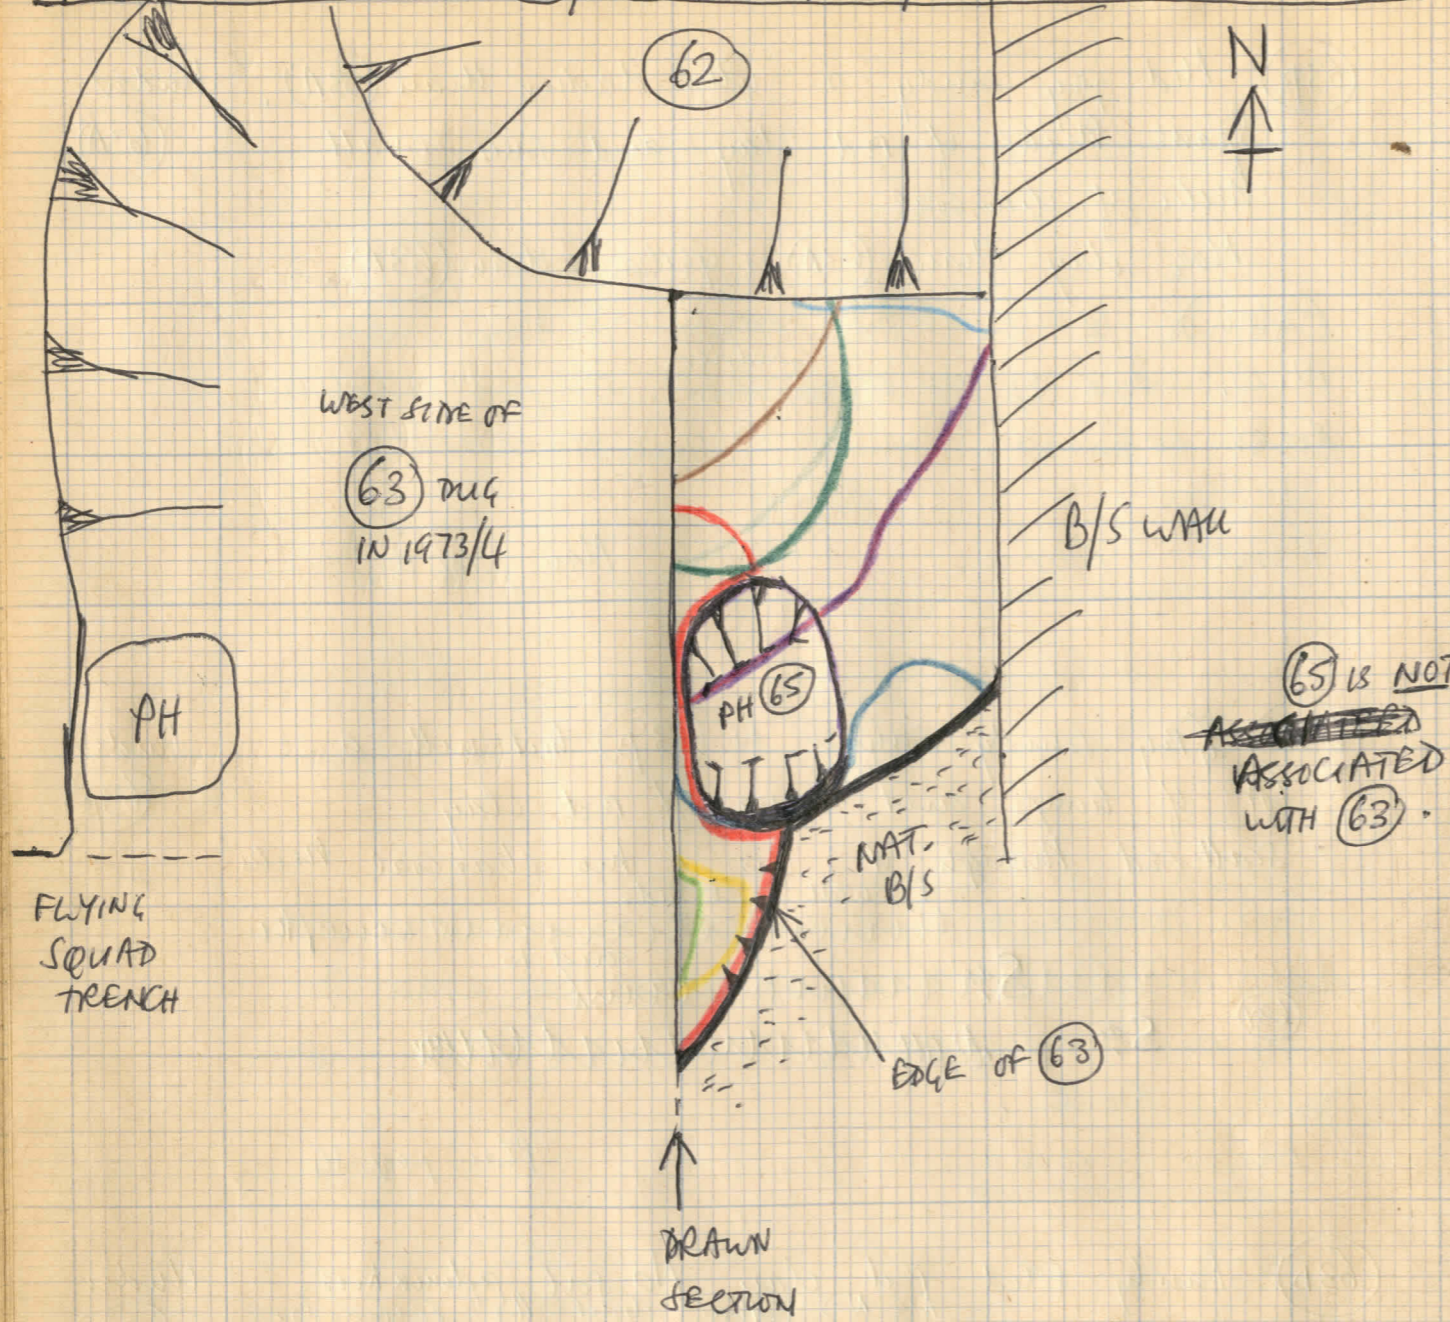 62
N
WEST SIDE OF
63 DUG
IN 1973/4
B/S WALL
PH
PH 65
65 IS NOT
ASSOCIATED
ASSOCIATED
WITH 63.
NAT.
B/S
FLYING
SQUAD
TRENCH
EDGE OF 63
DRAWN
SECTION